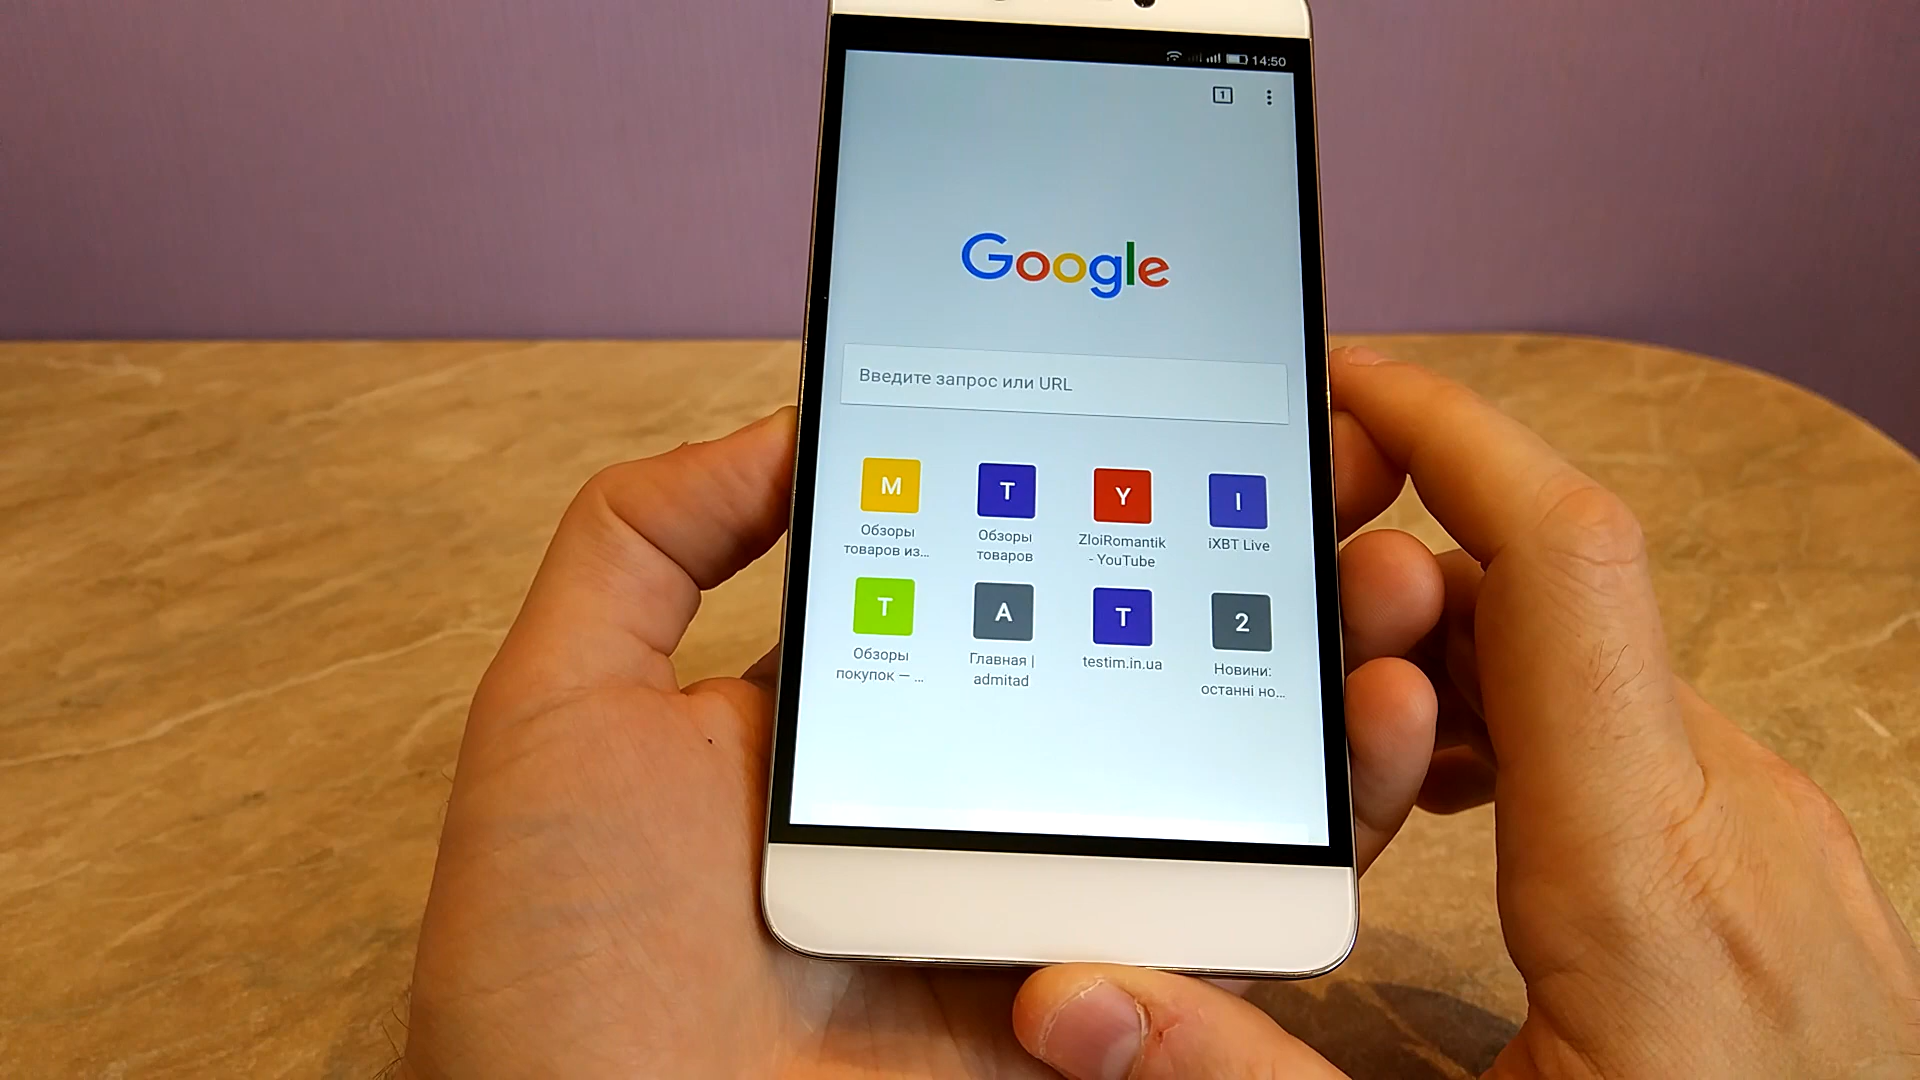 14:50
1
Google
Введите запрос или URL
M T Y I
Обзоры
товаров из...
Обзоры
товаров
ZloiRomantik
- YouTube
iXBT Live
T A T 2
Обзоры
покупок — ...
Главная |
admitad
testim.in.ua
Новини:
останні но...